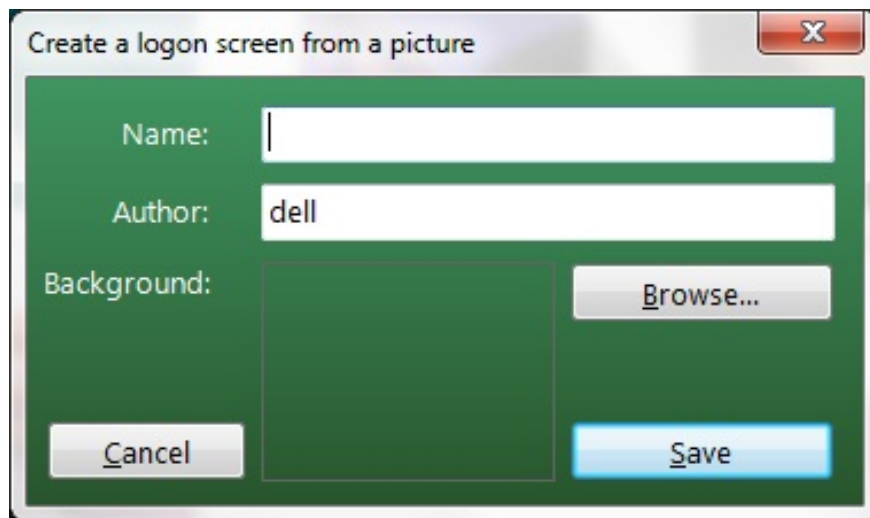 Create a logon screen from a picture
Name:
Author: dell
Background: Browse...
Cancel Save